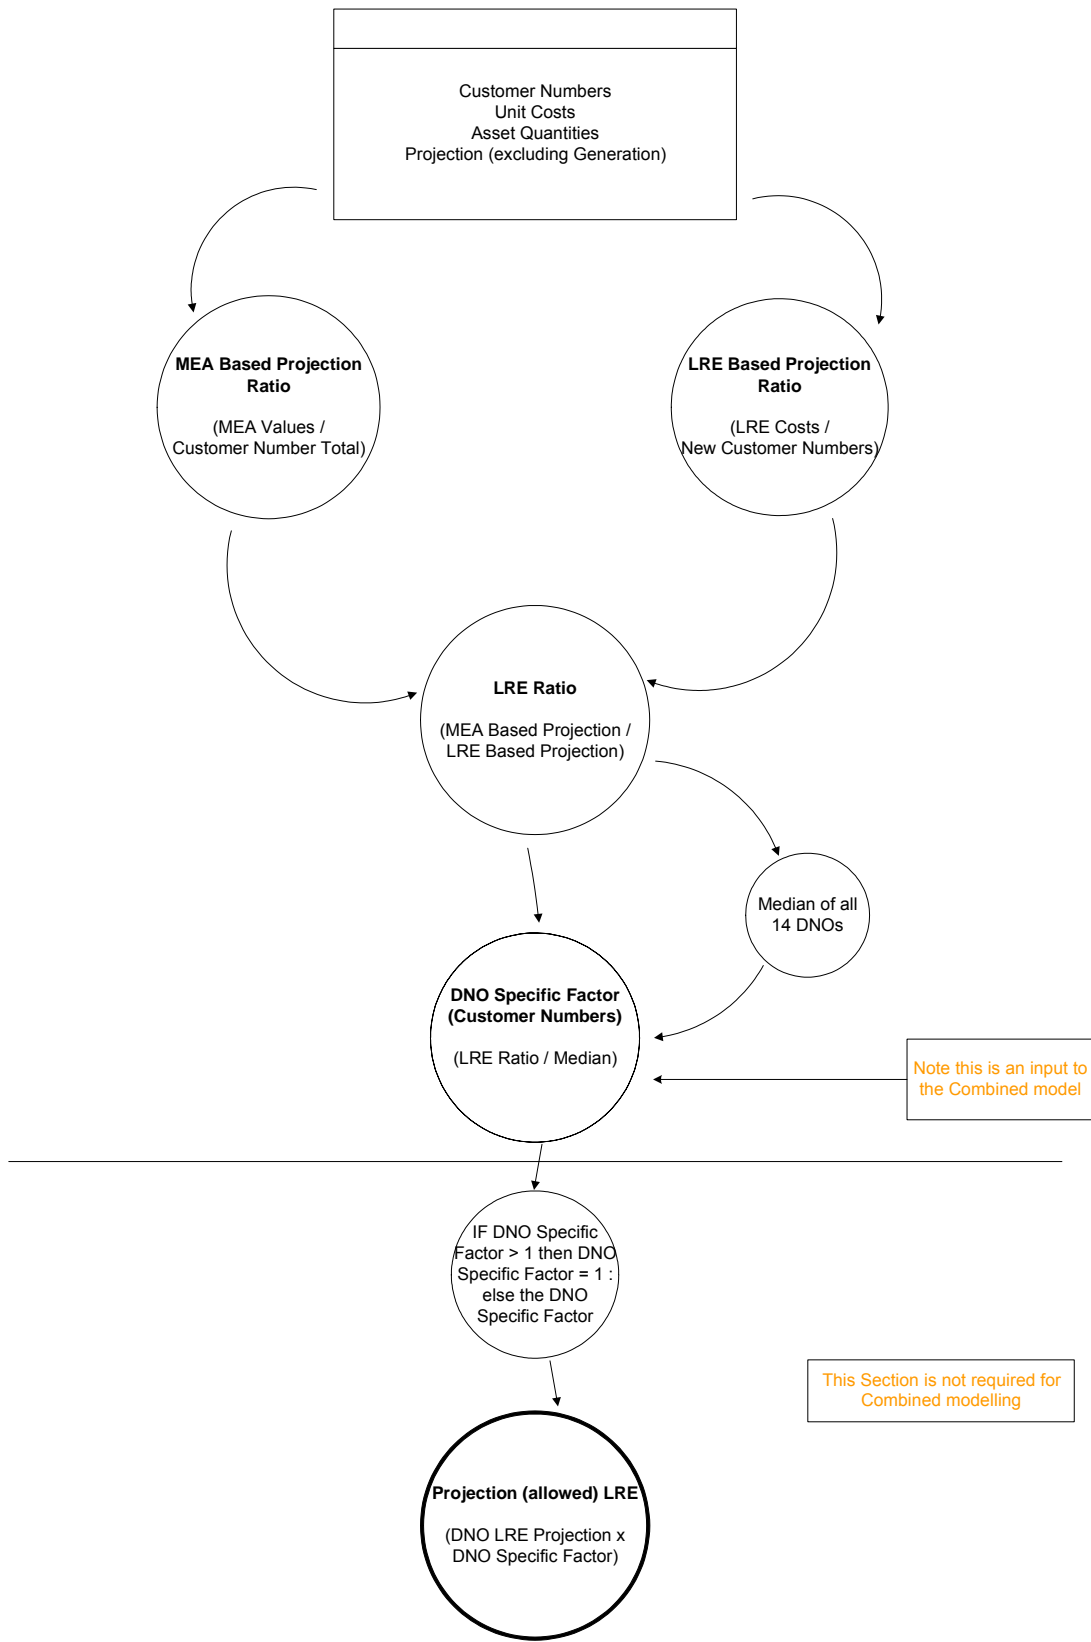 Customer Numbers
Unit Costs
Asset Quantities
Projection (excluding Generation)
MEA Based Projection
Ratio
(MEA Values /
Customer Number Total)
LRE Based Projection
Ratio
(LRE Costs /
New Customer Numbers)
LRE Ratio
(MEA Based Projection /
LRE Based Projection)
Median of all
14 DNOs
DNO Specific Factor
(Customer Numbers)
(LRE Ratio / Median)
Note this is an input to
the Combined model
IF DNO Specific
Factor > 1 then DNO
Specific Factor = 1 :
else the DNO
Specific Factor
This Section is not required for
Combined modelling
Projection (allowed) LRE
(DNO LRE Projection x
DNO Specific Factor)